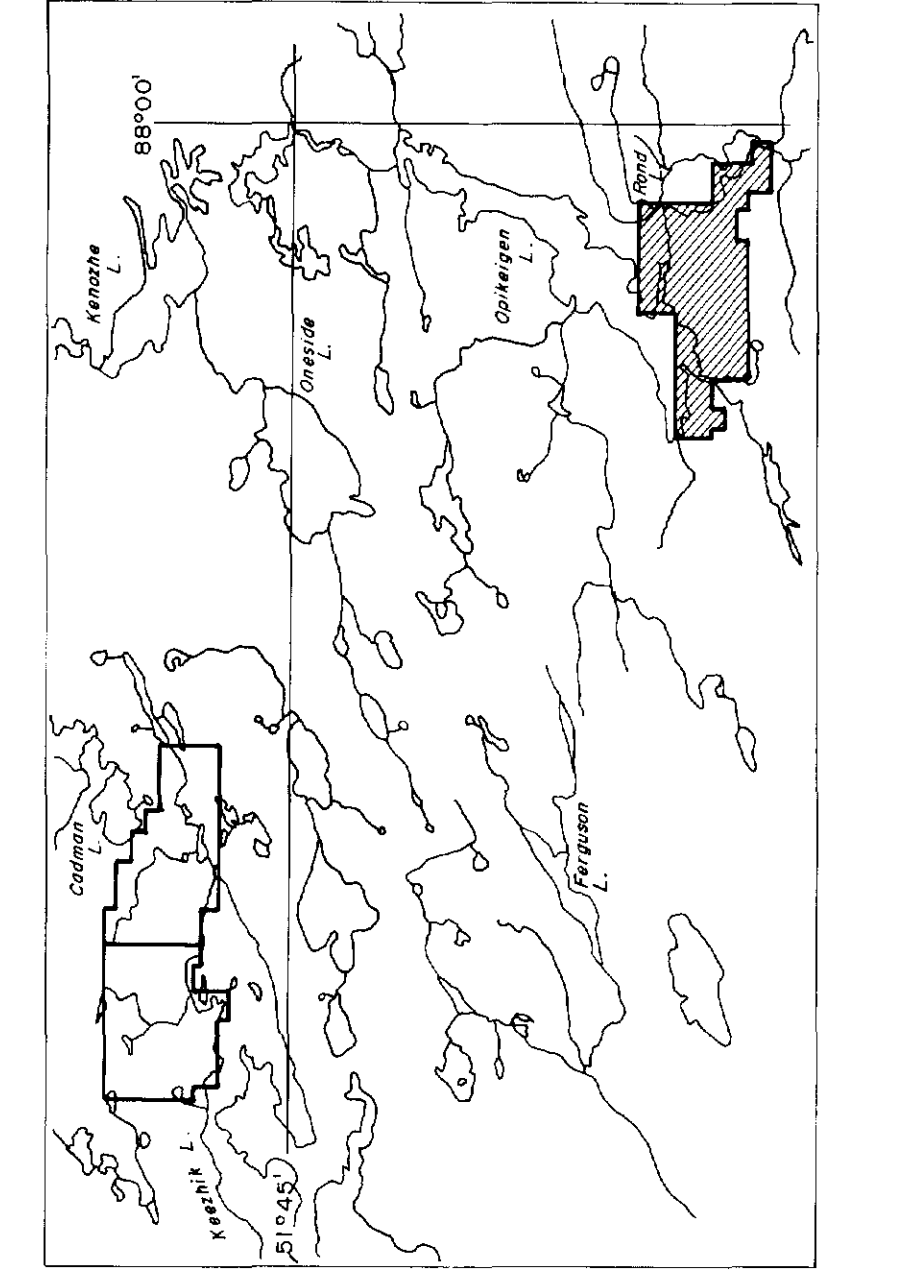 88°00'
Kenozhe
L.
Oneside
L.
Opikeigen
L.
Rond
L.
Cadman
L.
Ferguson
L.
Keezhik L.
51°45'